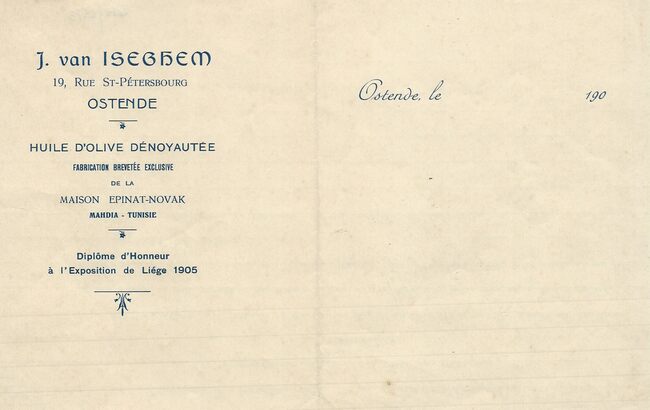 J. van ISEGHEM
19, RUE ST-PÉTERSBOURG
OSTENDE
HUILE D'OLIVE DÉNOYAUTÉE
FABRICATION BREVETÉE EXCLUSIVE
DE LA
MAISON EPINAT-NOVAK
MAHDIA - TUNISIE
Diplôme d'Honneur
à l'Exposition de Liége 1905
Ostende, le 190